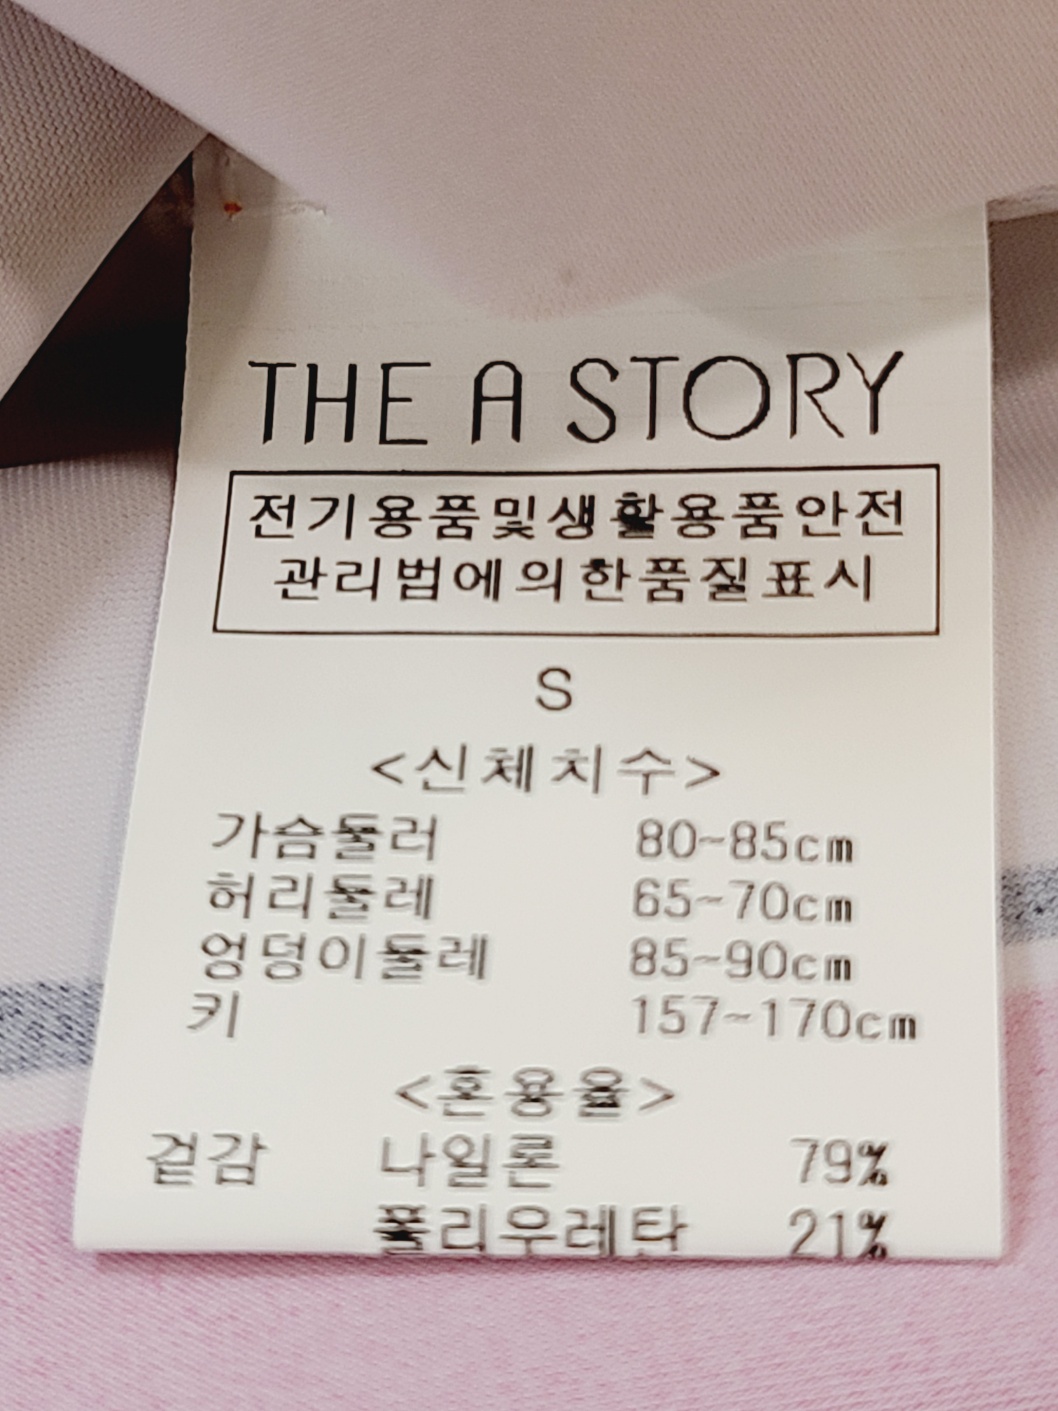 THE A STORY
전기용품및생활용품안전
관리법에의한품질표시
S
<신체치수>
가슴둘러 80~85cm
허리둘레 65~70cm
엉덩이둘레 85~90cm
키 157~170cm
<혼용율>
겉감 나일론 79%
폴리우레탄 21%